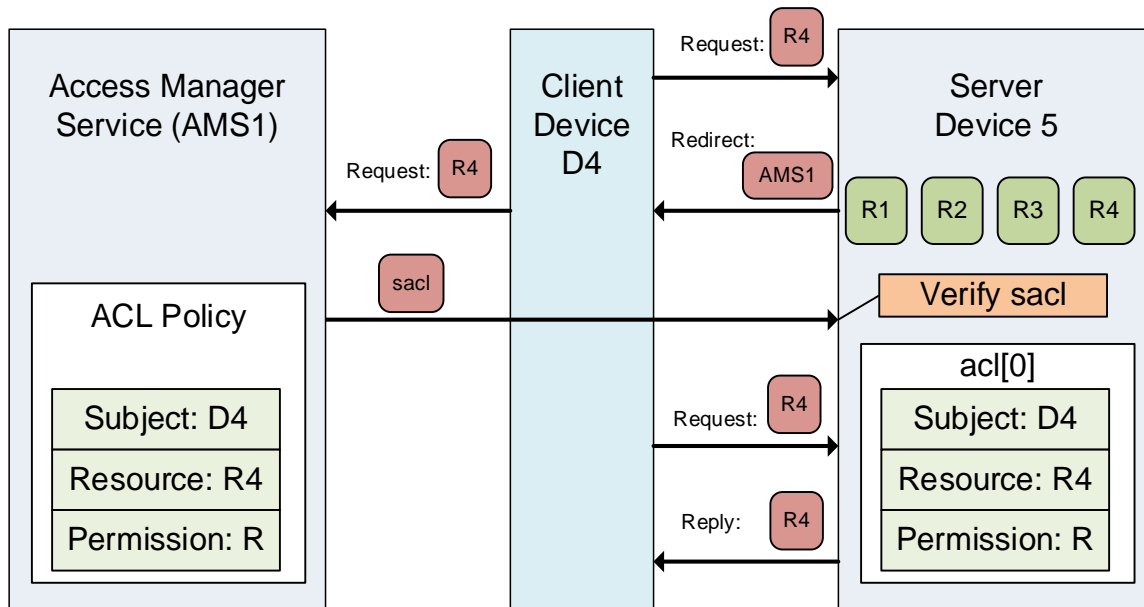 Access Manager
Service (AMS1)
Client
Device
D4
Server
Device 5
Request:
R4
Redirect:
AMS1
Request:
R4
R1
R2
R3
R4
sacl
Verify sacl
ACL Policy
Subject: D4
Resource: R4
Permission: R
Request:
R4
Reply:
R4
acl[0]
Subject: D4
Resource: R4
Permission: R